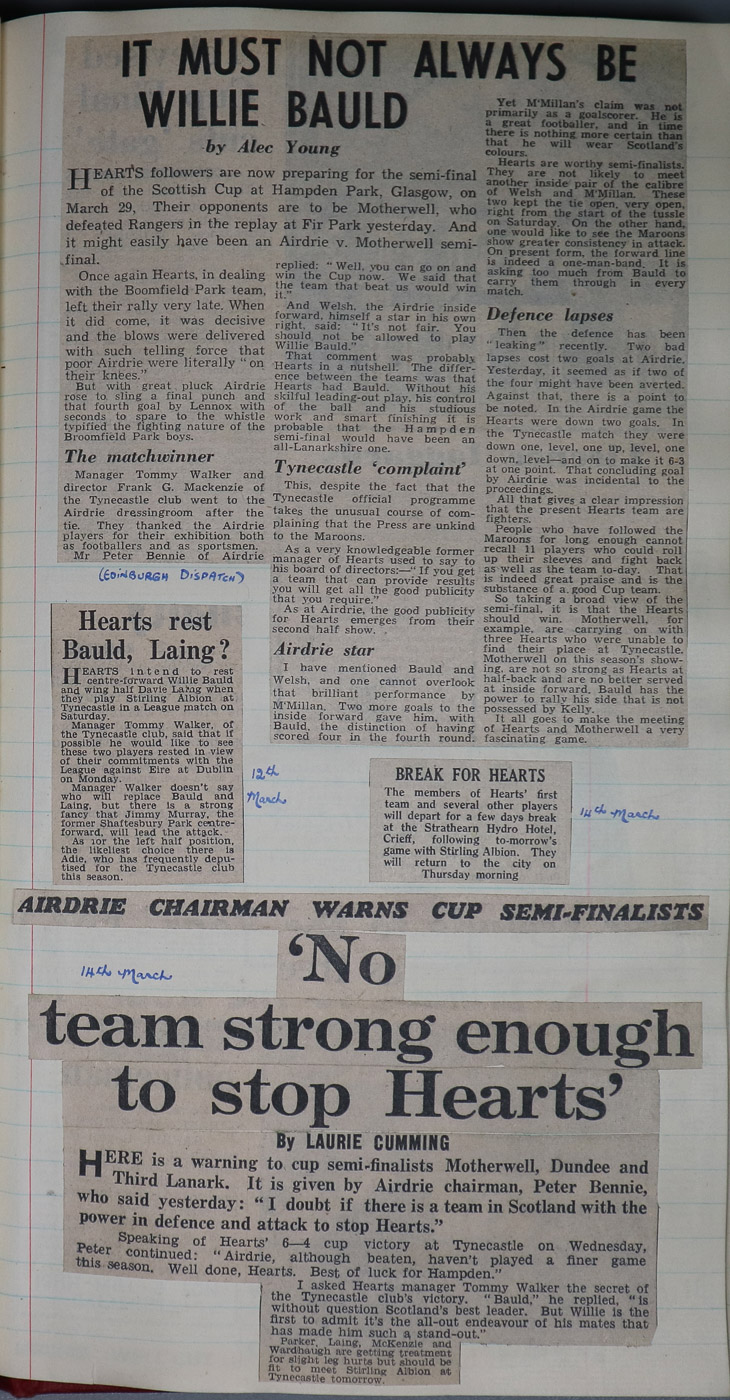 IT MUST NOT ALWAYS BE
WILLIE BAULD
by Alec Young
HEARTS followers are now preparing for the semi-final
of the Scottish Cup at Hampden Park, Glasgow, on
March 29, Their opponents are to be Motherwell, who
defeated Rangers in the replay at Fir Park yesterday. And
it might easily have been an Airdrie v. Motherwell semi-
final.
Once again Hearts, in dealing
with the Boomfield Park team,
left their rally very late. When
it did come, it was decisive
and the blows were delivered
with such telling force that
poor Airdrie were literally "on
their knees."
But with great pluck Airdrie
rose to sling a final punch and
that fourth goal by Lennox with
seconds to spare to the whistle
typified the fighting nature of the
Broomfield Park boys.
The matchwinner
Manager Tommy Walker and
director Frank G. Mackenzie of
the Tynecastle club went to the
Airdrie dressingroom after the
tie. They thanked the Airdrie
players for their exhibition both
as footballers and as sportsmen.
Mr Peter Bennie of Airdrie
replied: "Well, you can go on and
win the Cup now. We said that
the team that beat us would win
it."
And Welsh, the Airdrie inside
forward, himself a star in his own
right, said: "It's not fair. You
should not be allowed to play
Willie Bauld."
That comment was probably
Hearts in a nutshell. The differ-
ence between the teams was that
Hearts had Bauld. Without his
skilful leading-out play, his control
of the ball and his studious
work and smart finishing it is
probable that the Hampden
semi-final would have been an
all-Lanarkshire one.
Tynecastle 'complaint'
This, despite the fact that the
Tynecastle official programme
takes the unusual course of com-
plaining that the Press are unkind
to the Maroons.
As a very knowledgeable former
manager of Hearts used to say to
his board of directors:—"If you get
a team that can provide results
you will get all the good publicity
that you require."
As at Airdrie, the good publicity
for Hearts emerges from their
second half show.
Airdrie star
I have mentioned Bauld and
Welsh, and one cannot overlook
that brilliant performance by
M'Millan. Two more goals to the
inside forward gave him, with
Bauld, the distinction of having
scored four in the fourth round.
Yet M'Millan's claim was not
primarily as a goalscorer. He is
a great footballer, and in time
there is nothing more certain than
that he will wear Scotland's
colours.
Hearts are worthy semi-finalists.
They are not likely to meet
another inside pair of the calibre
of Welsh and M'Millan. These
two kept the tie open, very open,
right from the start of the tussle
on Saturday. On the other hand,
one would like to see the Maroons
show greater consistency in attack.
On present form, the forward line
is indeed a one-man-band. It is
asking too much from Bauld to
carry them through in every
match.
Defence lapses
Then the defence has been
"leaking" recently. Two bad
lapses cost two goals at Airdrie.
Yesterday, it seemed as if two of
the four might have been averted.
Against that, there is a point to
be noted. In the Airdrie game the
Hearts were down two goals. In
the Tynecastle match they were
down one, level, one up, level, one
down, level—and on to make it 6-3
at one point. That concluding goal
by Airdrie was incidental to the
proceedings.
All that gives a clear impression
that the present Hearts team are
fighters.
People who have followed the
Maroons for long enough cannot
recall 11 players who could roll
up their sleeves and fight back
as well as the team to-day. That
is indeed great praise and is the
substance of a good Cup team.
So taking a broad view of the
semi-final, it is that the Hearts
should win. Motherwell, for
example, are carrying on with
three Hearts who were unable to
find their place at Tynecastle.
Motherwell on this season's show-
ing, are not so strong as Hearts at
half-back and are no better served
at inside forward. Bauld has the
power to rally his side that is not
possessed by Kelly.
It all goes to make the meeting
of Hearts and Motherwell a very
fascinating game.
(EDINBURGH DISPATCH)
Hearts rest
Bauld, Laing?
HEARTS intend to rest
centre-forward Willie Bauld
and wing half Davie Laing when
they play Stirling Albion at
Tynecastle in a League match on
Saturday.
Manager Tommy Walker, of
the Tynecastle club, said that if
possible he would like to see
these two players rested in view
of their commitments with the
League against Eire at Dublin
on Monday.
Manager Walker doesn't say
who will replace Bauld and
Laing, but there is a strong
fancy that Jimmy Murray, the
former Shaftesbury Park centre-
forward, will lead the attack.
As for the left half position,
the likeliest choice there is
Adie, who has frequently depu-
tised for the Tynecastle club
this season.
12th
March
BREAK FOR HEARTS
The members of Hearts' first
team and several other players
will depart for a few days break
at the Strathearn Hydro Hotel,
Crieff, following to-morrow's
game with Stirling Albion. They
will return to the city on
Thursday morning
14th March
AIRDRIE CHAIRMAN WARNS CUP SEMI-FINALISTS
14th March
'No
team strong enough
to stop Hearts'
By LAURIE CUMMING
HERE is a warning to cup semi-finalists Motherwell, Dundee and
Third Lanark. It is given by Airdrie chairman, Peter Bennie,
who said yesterday: "I doubt if there is a team in Scotland with the
power in defence and attack to stop Hearts."
Speaking of Hearts' 6—4 cup victory at Tynecastle on Wednesday,
Peter continued: "Airdrie, although beaten, haven't played a finer game
this season. Well done, Hearts. Best of luck for Hampden."
I asked Hearts manager Tommy Walker the secret of
the Tynecastle club's victory. "Bauld," he replied, "is
without question Scotland's best leader. But Willie is the
first to admit it's the all-out endeavour of his mates that
has made him such a stand-out."
Parker, Laing, McKenzie and
Wardhaugh are getting treatment
for slight leg hurts but should be
fit to meet Stirling Albion at
Tynecastle tomorrow.